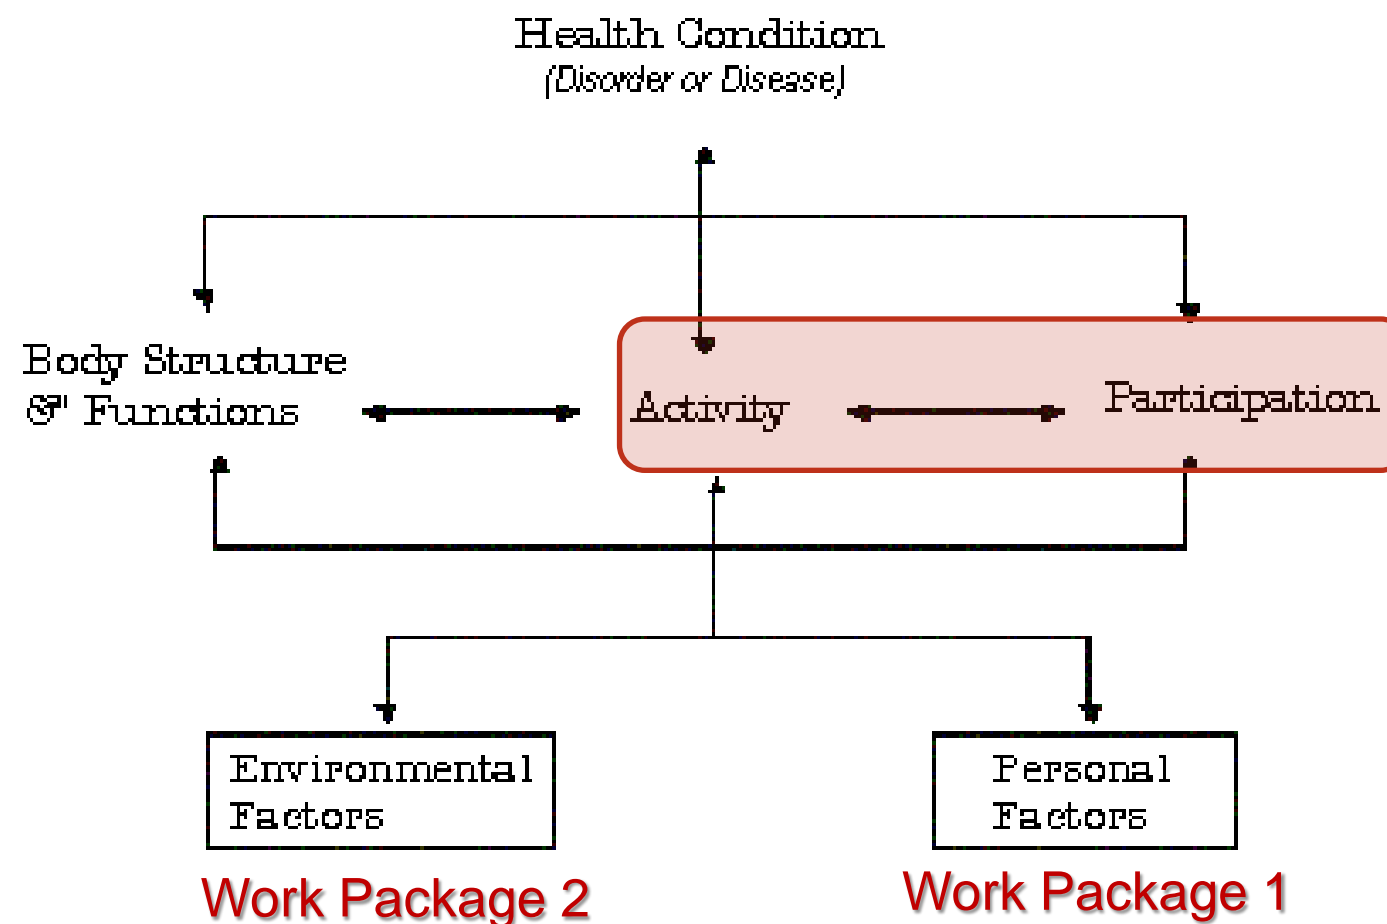 Health Condition
(Disorder or Disease)
Body Structure
& Functions
Activity
Participation
Environmental
Factors
Personal
Factors
Work Package 2
Work Package 1